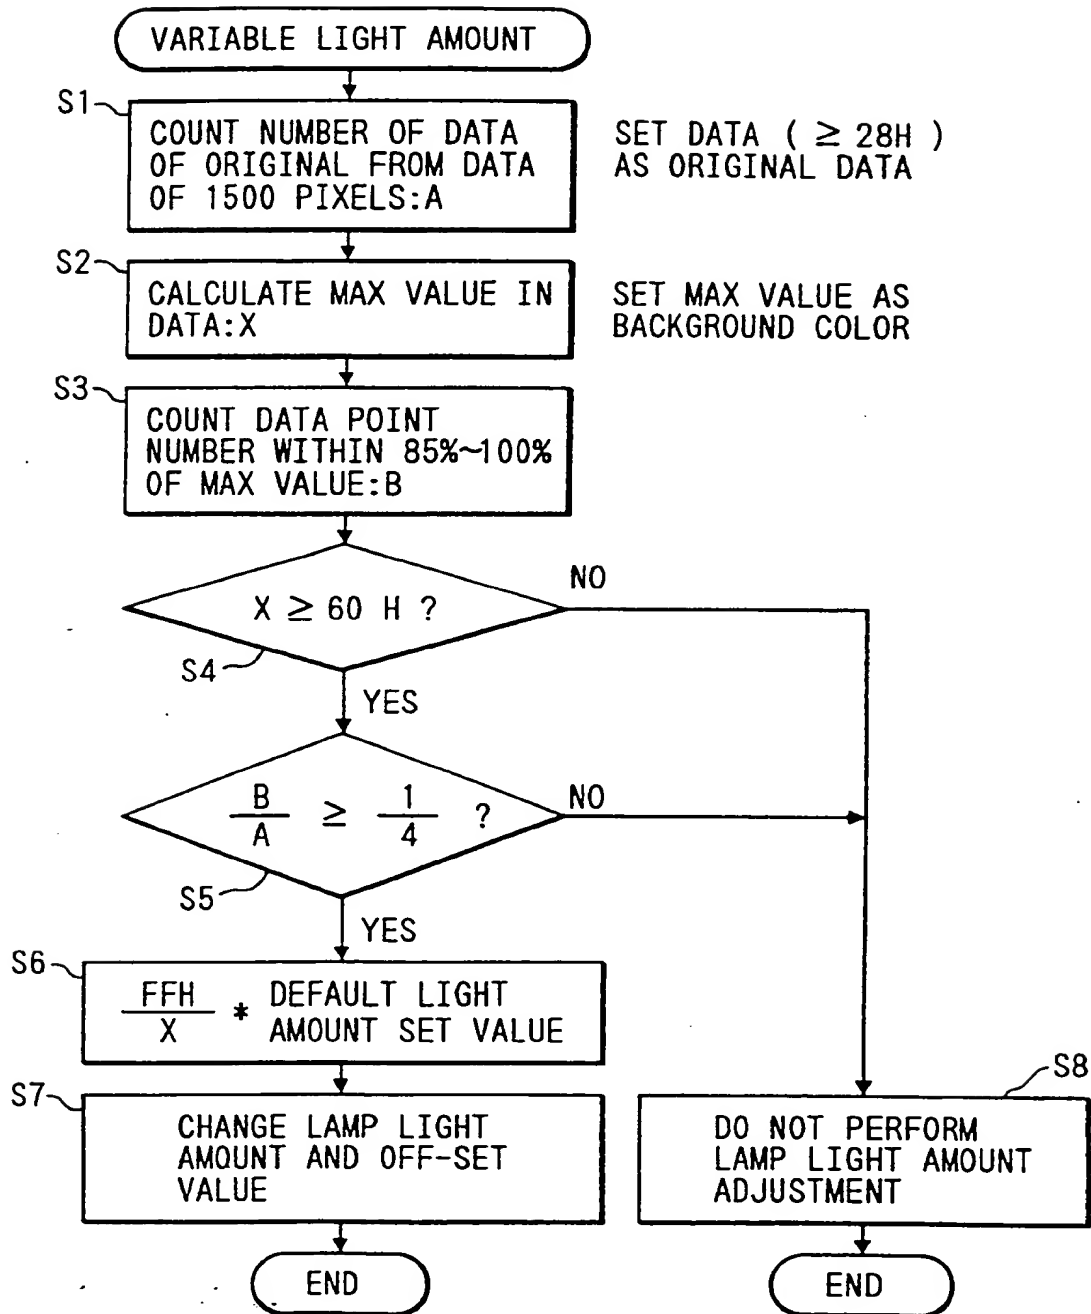 VARIABLE LIGHT AMOUNT
S1
COUNT NUMBER OF DATA
OF ORIGINAL FROM DATA
OF 1500 PIXELS:A
SET DATA ( ≥ 28H )
AS ORIGINAL DATA
S2
CALCULATE MAX VALUE IN
DATA:X
SET MAX VALUE AS
BACKGROUND COLOR
S3
COUNT DATA POINT
NUMBER WITHIN 85%~100%
OF MAX VALUE:B
X ≥ 60 H ?
NO
S4
YES
B/A ≥ 1/4 ?
NO
S5
YES
S6
FFH/X * DEFAULT LIGHT
AMOUNT SET VALUE
S7
CHANGE LAMP LIGHT
AMOUNT AND OFF-SET
VALUE
S8
DO NOT PERFORM
LAMP LIGHT AMOUNT
ADJUSTMENT
END
END